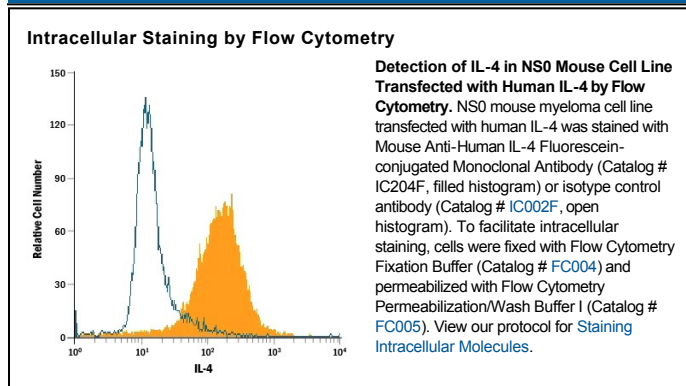 Intracellular Staining by Flow Cytometry
150
120
90
60
30
0
Relative Cell Number
10⁰
10¹
10²
10³
10⁴
IL-4
Detection of IL-4 in NS0 Mouse Cell Line
Transfected with Human IL-4 by Flow
Cytometry. NS0 mouse myeloma cell line
transfected with human IL-4 was stained with
Mouse Anti-Human IL-4 Fluorescein-
conjugated Monoclonal Antibody (Catalog #
IC204F, filled histogram) or isotype control
antibody (Catalog # IC002F, open
histogram). To facilitate intracellular
staining, cells were fixed with Flow Cytometry
Fixation Buffer (Catalog # FC004) and
permeabilized with Flow Cytometry
Permeabilization/Wash Buffer I (Catalog #
FC005). View our protocol for Staining
Intracellular Molecules.